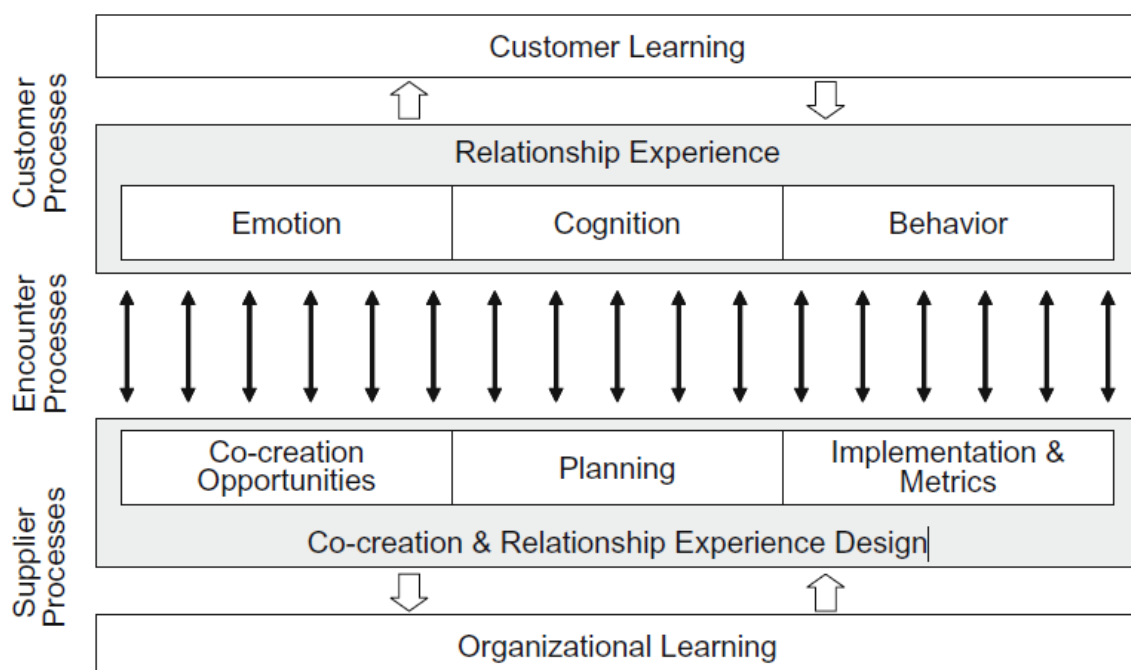 Customer Learning
Customer
Processes
Relationship Experience
Emotion
Cognition
Behavior
Encounter
Processes
Co-creation
Opportunities
Planning
Implementation &
Metrics
Supplier
Processes
Co-creation & Relationship Experience Design
Organizational Learning